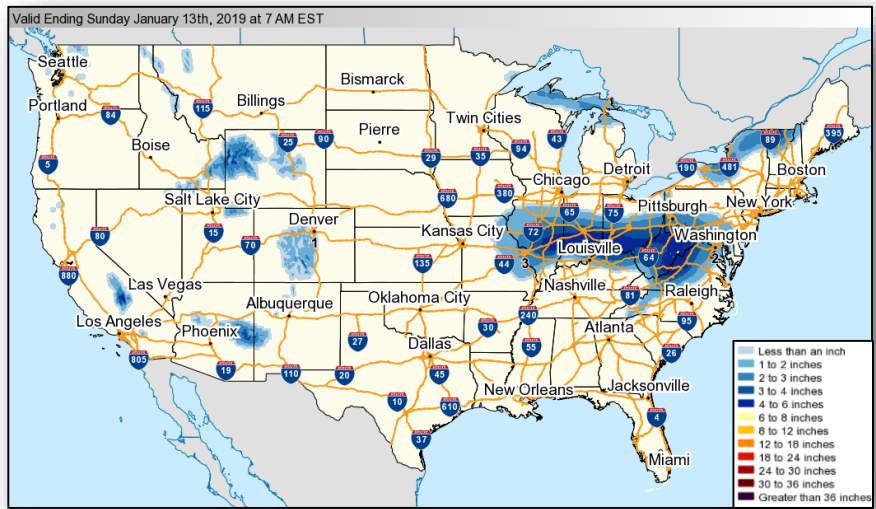 Valid Ending Sunday January 13th, 2019 at 7 AM EST
Seattle
Bismarck
Portland
84
115
Billings
Twin Cities
Pierre
5
Boise
25
90
29
35
94
43
Detroit
190
481
89
395
Boston
Chicago
Salt Lake City
680
380
65
75
Pittsburgh
New York
80
15
70
Denver
1
Kansas City
72
Washington
2
Louisville
64
880
135
44
3
Las Vegas
Albuquerque
Oklahoma City
Nashville
81
Raleigh
Los Angeles
Phoenix
240
95
805
19
110
27
20
Dallas
30
45
55
Atlanta
26
10
610
New Orleans
Jacksonville
37
4
Miami
Less than an inch
1 to 2 inches
2 to 3 inches
3 to 4 inches
4 to 6 inches
6 to 8 inches
8 to 12 inches
12 to 18 inches
18 to 24 inches
24 to 30 inches
30 to 36 inches
Greater than 36 inches